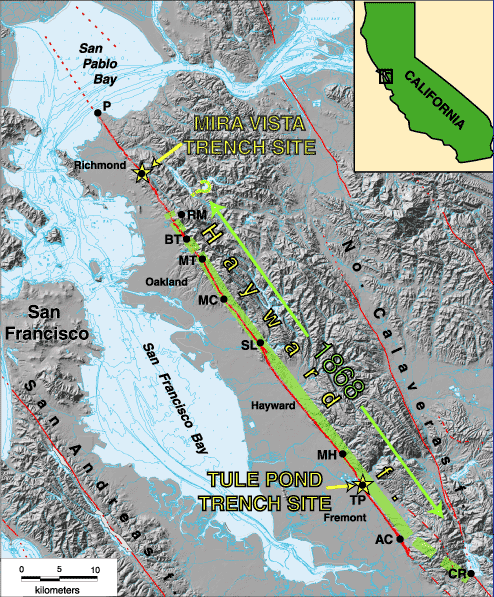 San
Pablo
Bay
CALIFORNIA
P
MIRA VISTA
TRENCH SITE
Richmond
?
RM
BT
MT
Hayward f.
No. Calaveras f.
Oakland
MC
San
Francisco
SL
1868
San Francisco Bay
Hayward
San Andreas f.
MH
TULE POND
TRENCH SITE
TP
Fremont
AC
CR
0 5 10
kilometers